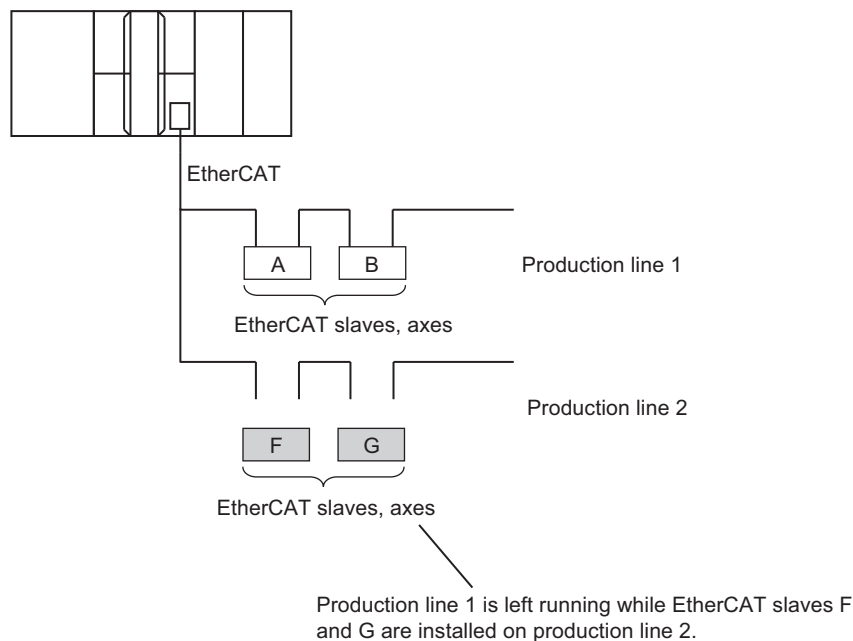 EtherCAT
A
B
Production line 1
EtherCAT slaves, axes
Production line 2
F
G
EtherCAT slaves, axes
Production line 1 is left running while EtherCAT slaves F
and G are installed on production line 2.